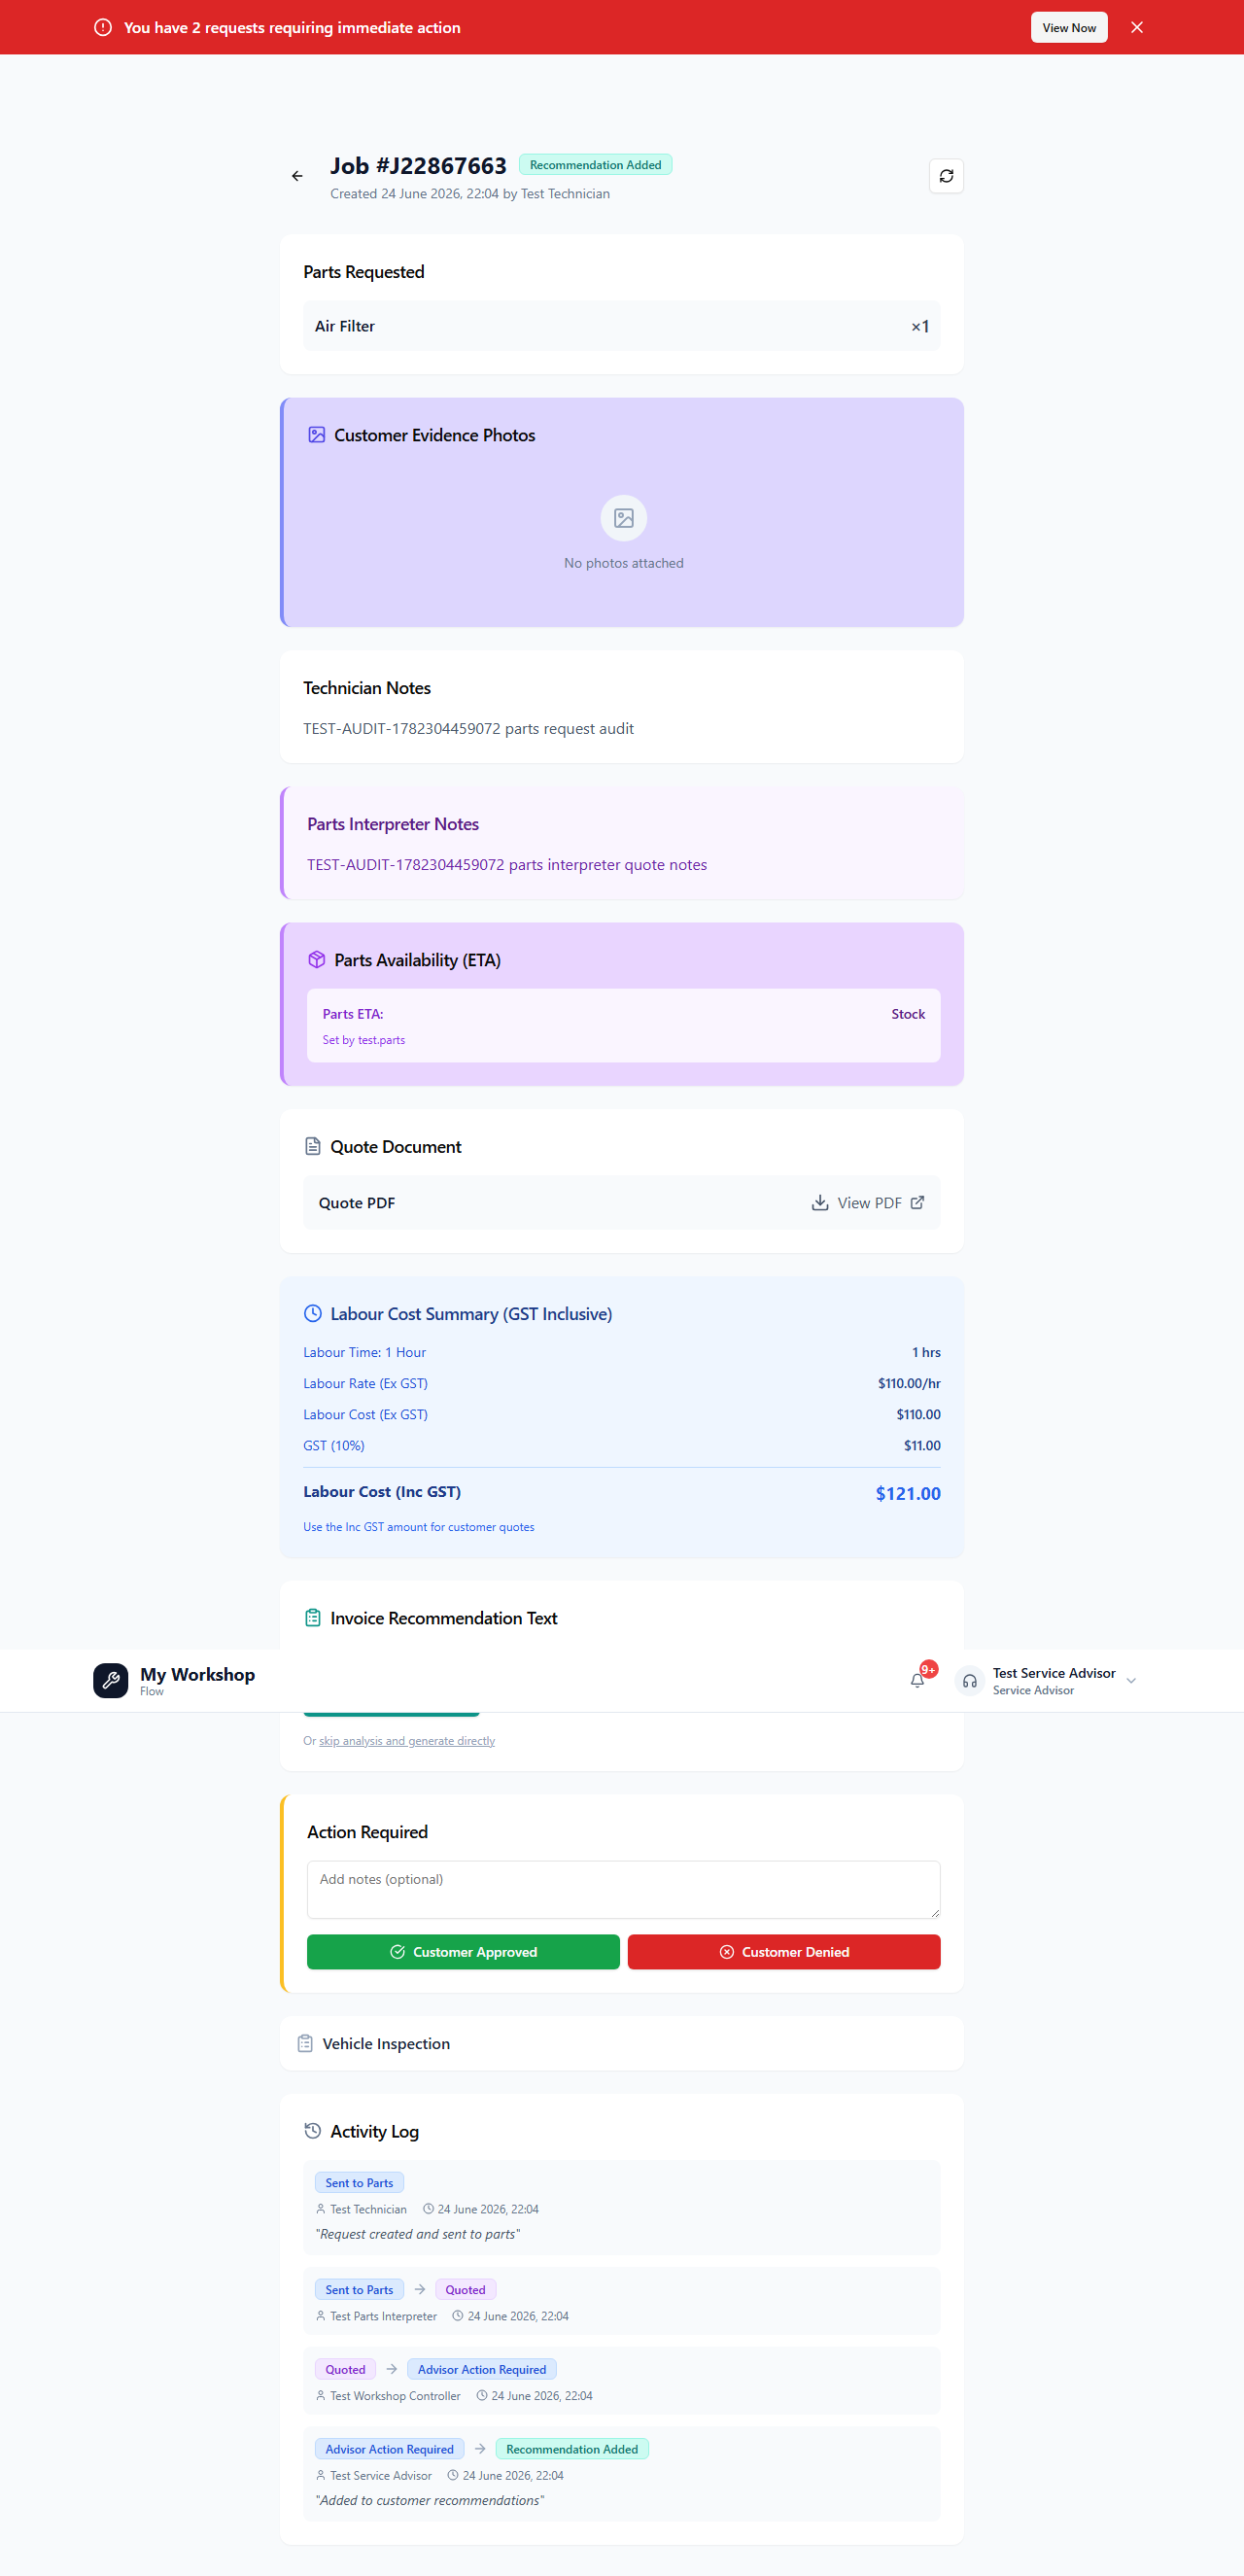 You have 2 requests requiring immediate action
View Now
Job #J22867663
Recommendation Added
Created 24 June 2026, 22:04 by Test Technician
Parts Requested
Air Filter
×1
Customer Evidence Photos
No photos attached
Technician Notes
TEST-AUDIT-1782304459072 parts request audit
Parts Interpreter Notes
TEST-AUDIT-1782304459072 parts interpreter quote notes
Parts Availability (ETA)
Parts ETA:
Stock
Set by test.parts
Quote Document
Quote PDF
View PDF
Labour Cost Summary (GST Inclusive)
Labour Time: 1 Hour
1 hrs
Labour Rate (Ex GST)
$110.00/hr
Labour Cost (Ex GST)
$110.00
GST (10%)
$11.00
Labour Cost (Inc GST)
$121.00
Use the Inc GST amount for customer quotes
Invoice Recommendation Text
My Workshop
Flow
9+
Test Service Advisor
Service Advisor
Or skip analysis and generate directly
Action Required
Add notes (optional)
Customer Approved
Customer Denied
Vehicle Inspection
Activity Log
Sent to Parts
Test Technician
24 June 2026, 22:04
"Request created and sent to parts"
Sent to Parts → Quoted
Test Parts Interpreter
24 June 2026, 22:04
Quoted → Advisor Action Required
Test Workshop Controller
24 June 2026, 22:04
Advisor Action Required → Recommendation Added
Test Service Advisor
24 June 2026, 22:04
"Added to customer recommendations"